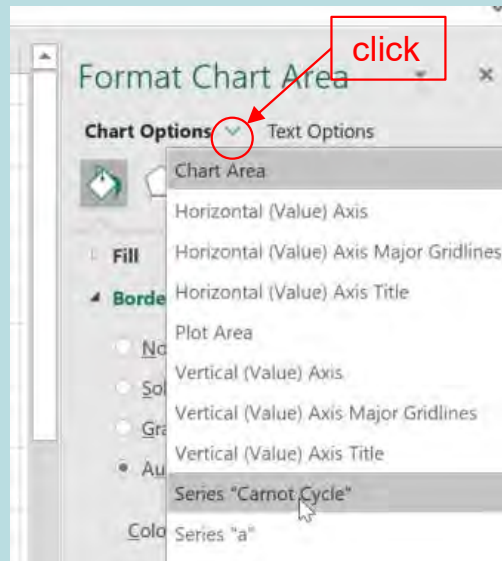 click
Format Chart Area
Chart Options Text Options
Chart Area
Horizontal (Value) Axis
Fill
Horizontal (Value) Axis Major Gridlines
Borde
Horizontal (Value) Axis Title
No
Plot Area
Sol
Vertical (Value) Axis
Gra
Vertical (Value) Axis Major Gridlines
Au
Vertical (Value) Axis Title
Series "Carnot Cycle"
Colo
Series "a"